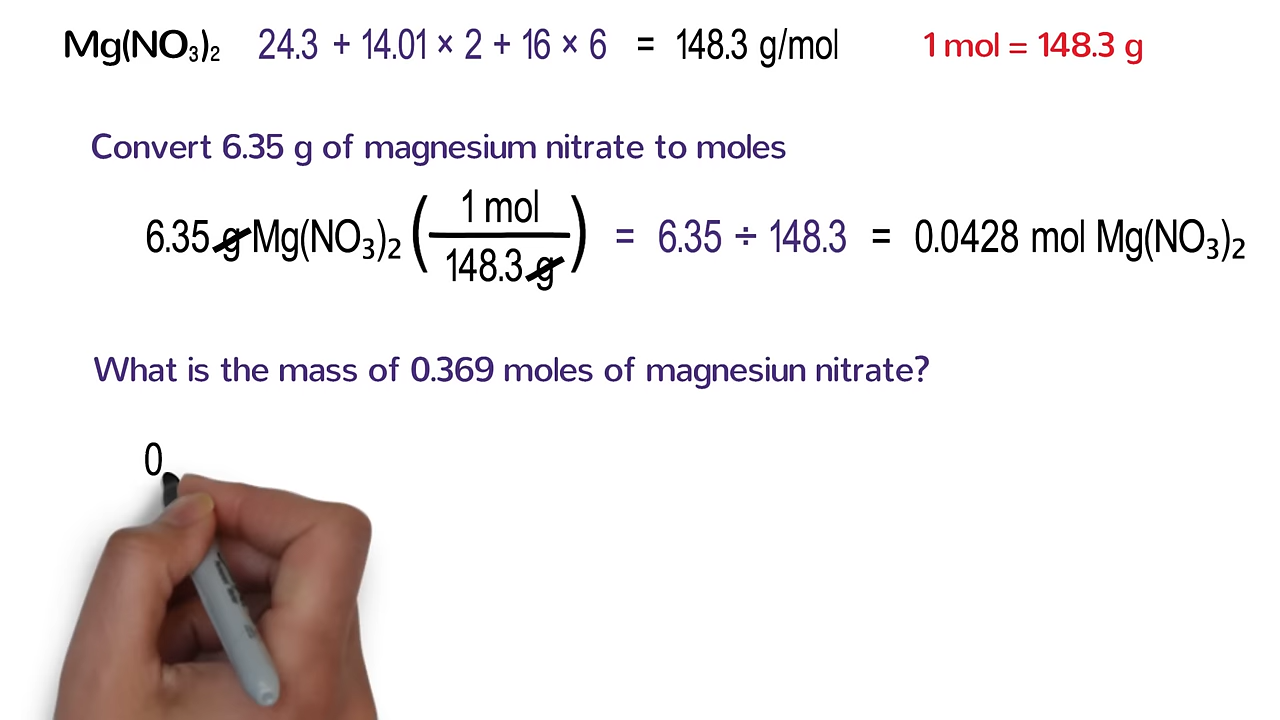 Mg(NO₃)₂ 24.3 + 14.01 × 2 + 16 × 6 = 148.3 g/mol 1 mol = 148.3 g
Convert 6.35 g of magnesium nitrate to moles
1 mol
6.35 g Mg(NO₃)₂ ( ) = 6.35 ÷ 148.3 = 0.0428 mol Mg(NO₃)₂
148.3 g
What is the mass of 0.369 moles of magnesiun nitrate?
0.